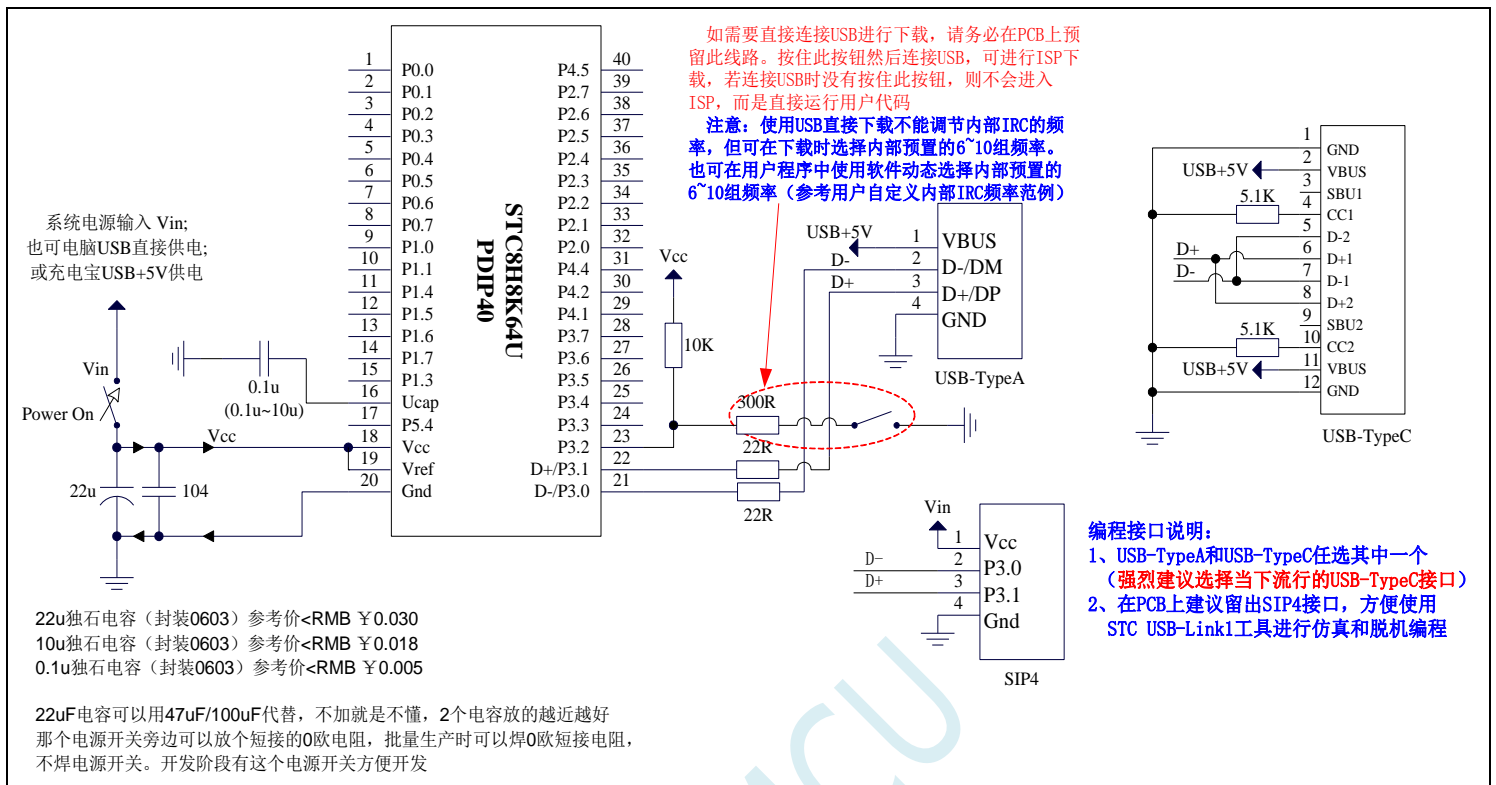 如需要直接连接USB进行下载，请务必在PCB上预
留此线路。按住此按钮然后连接USB，可进行ISP下
载，若连接USB时没有按住此按钮，则不会进入
ISP，而是直接运行用户代码
注意：使用USB直接下载不能调节内部IRC的频
率，但可在下载时选择内部预置的6~10组频率。
也可在用户程序中使用软件动态选择内部预置的
6~10组频率（参考用户自定义内部IRC频率范例）
系统电源输入 Vin;
也可电脑USB直接供电;
或充电宝USB+5V供电
Vin
Power On
22u
104
Vcc
0.1u
(0.1u~10u)
STC8H8K64U
PDIP40
1 P0.0
2 P0.1
3 P0.2
4 P0.3
5 P0.4
6 P0.5
7 P0.6
8 P0.7
9 P1.0
10 P1.1
11 P1.4
12 P1.5
13 P1.6
14 P1.7
15 P1.3
16 Ucap
17 P5.4
18 Vcc
19 Vref
20 Gnd
P4.5 40
P2.7 39
P2.6 38
P2.5 37
P2.4 36
P2.3 35
P2.2 34
P2.1 33
P2.0 32
P4.4 31
P4.2 30
P4.1 29
P3.7 28
P3.6 27
P3.5 26
P3.4 25
P3.3 24
P3.2 23
D+/P3.1 22
D-/P3.0 21
Vcc
10K
300R
22R
22R
USB+5V
D-
D+
1 VBUS
2 D-/DM
3 D+/DP
4 GND
USB-TypeA
Vin
D-
D+
1 Vcc
2 P3.0
3 P3.1
4 Gnd
SIP4
USB+5V
5.1K
D+
D-
5.1K
USB+5V
1 GND
2 VBUS
3 SBU1
4 CC1
5 D-2
6 D+1
7 D-1
8 D+2
9 SBU2
10 CC2
11 VBUS
12 GND
USB-TypeC
编程接口说明：
1、USB-TypeA和USB-TypeC任选其中一个
（强烈建议选择当下流行的USB-TypeC接口）
2、在PCB上建议留出SIP4接口，方便使用
STC USB-Link1工具进行仿真和脱机编程
22u独石电容（封装0603）参考价<RMB ￥0.030
10u独石电容（封装0603）参考价<RMB ￥0.018
0.1u独石电容（封装0603）参考价<RMB ￥0.005
22uF电容可以用47uF/100uF代替，不加就是不懂，2个电容放的越近越好
那个电源开关旁边可以放个短接的0欧电阻，批量生产时可以焊0欧短接电阻，
不焊电源开关。开发阶段有这个电源开关方便开发